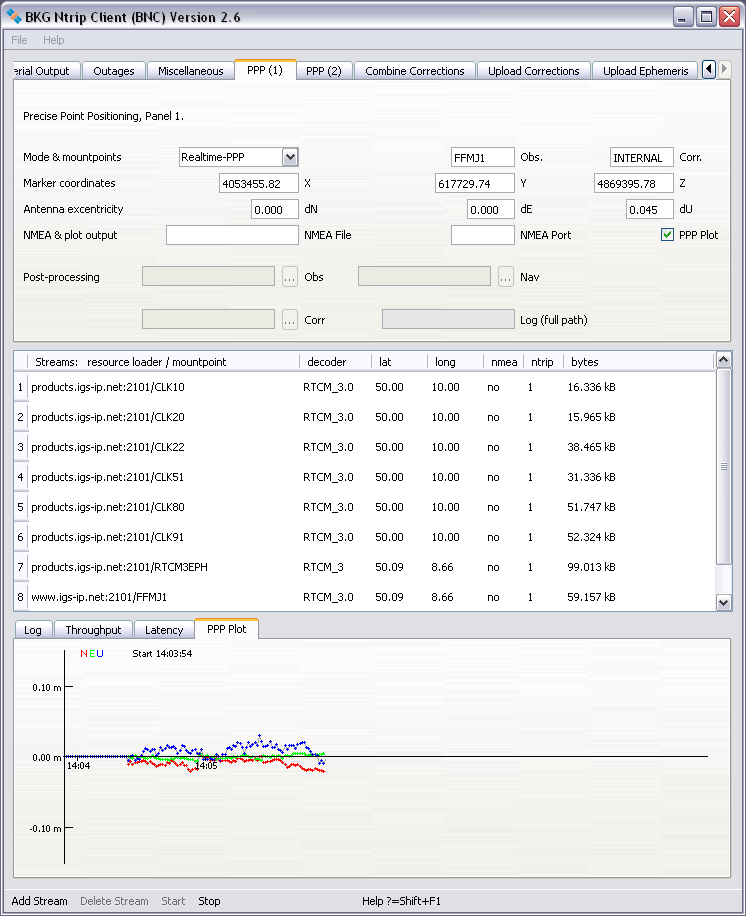 BKG Ntrip Client (BNC) Version 2.6
File Help
erial Output Outages Miscellaneous PPP (1) PPP (2) Combine Corrections Upload Corrections Upload Ephemeris
Precise Point Positioning, Panel 1.
Mode & mountpoints Realtime-PPP FFMJ1 Obs. INTERNAL Corr.
Marker coordinates 4053455.82 X 617729.74 Y 4869395.78 Z
Antenna excentricity 0.000 dN 0.000 dE 0.045 dU
NMEA & plot output NMEA File NMEA Port PPP Plot
Post-processing ... Obs ... Nav
... Corr Log (full path)
Streams: resource loader / mountpoint decoder lat long nmea ntrip bytes
1 products.igs-ip.net:2101/CLK10 RTCM_3.0 50.00 10.00 no 1 16.336 kB
2 products.igs-ip.net:2101/CLK20 RTCM_3.0 50.00 10.00 no 1 15.965 kB
3 products.igs-ip.net:2101/CLK22 RTCM_3.0 50.00 10.00 no 1 38.465 kB
4 products.igs-ip.net:2101/CLK51 RTCM_3.0 50.00 10.00 no 1 31.336 kB
5 products.igs-ip.net:2101/CLK80 RTCM_3.0 50.00 10.00 no 1 51.747 kB
6 products.igs-ip.net:2101/CLK91 RTCM_3.0 50.00 10.00 no 1 52.324 kB
7 products.igs-ip.net:2101/RTCM3EPH RTCM_3 50.09 8.66 no 1 99.013 kB
8 www.igs-ip.net:2101/FFMJ1 RTCM_3.0 50.09 8.66 no 1 59.157 kB
Log Throughput Latency PPP Plot
NEU Start 14:03:54
0.10 m
0.00 m
14:04 14:05
-0.10 m
Add Stream Delete Stream Start Stop Help ?=Shift+F1